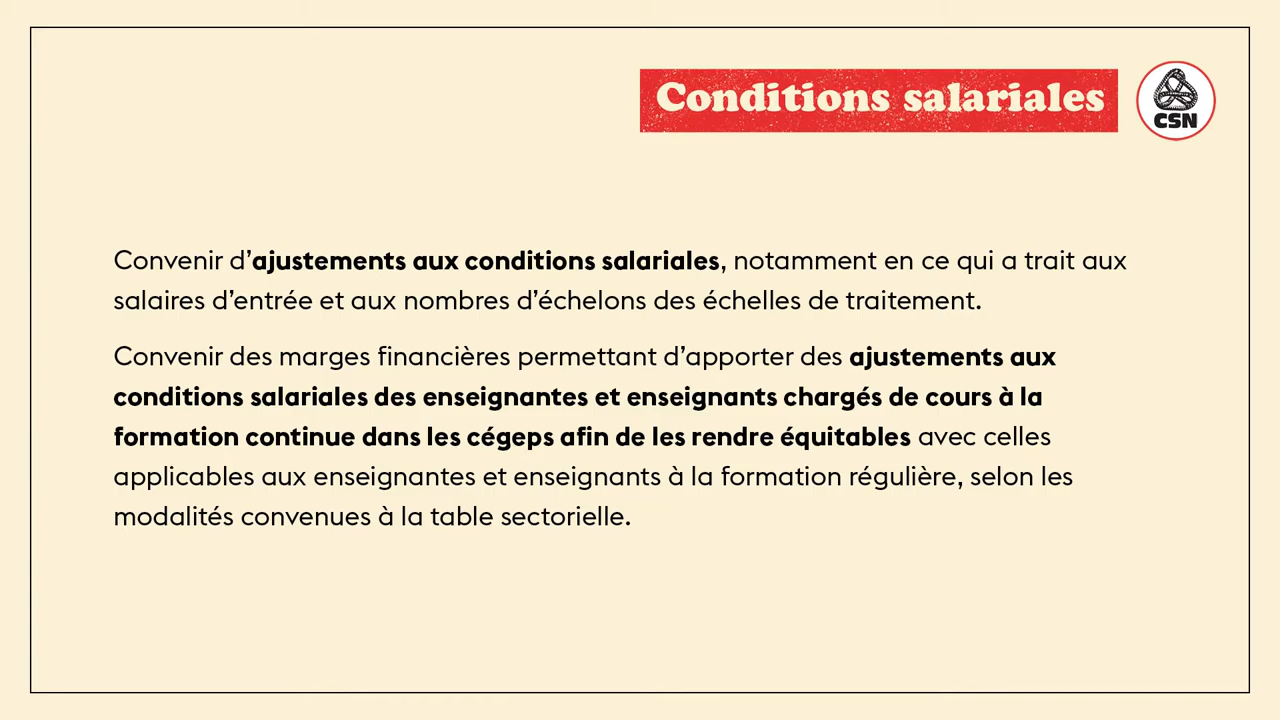 Conditions salariales
CSN
Convenir d’ajustements aux conditions salariales, notamment en ce qui a trait aux
salaires d’entrée et aux nombres d’échelons des échelles de traitement.
Convenir des marges financières permettant d’apporter des ajustements aux
conditions salariales des enseignantes et enseignants chargés de cours à la
formation continue dans les cégeps afin de les rendre équitables avec celles
applicables aux enseignantes et enseignants à la formation régulière, selon les
modalités convenues à la table sectorielle.